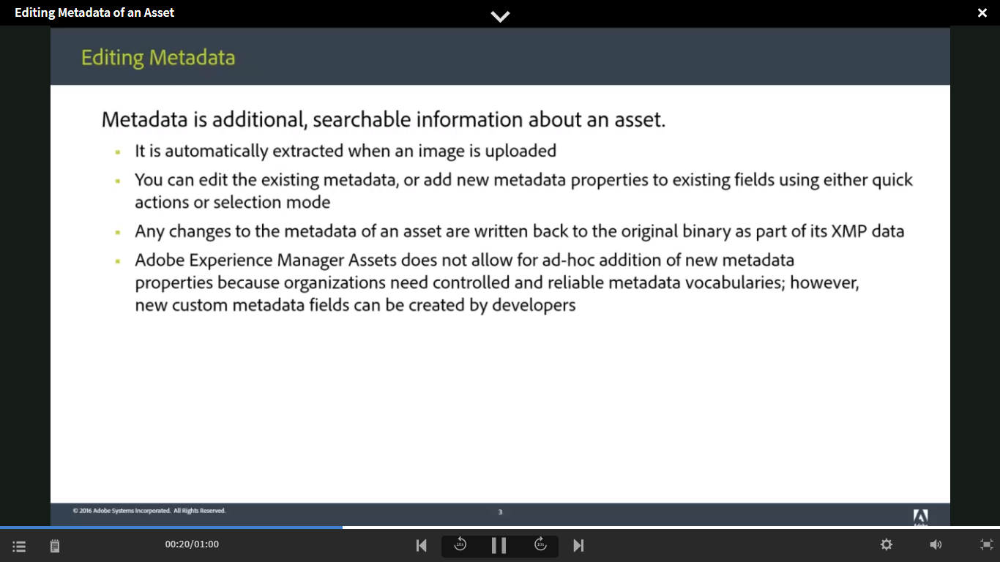 Editing Metadata of an Asset
Editing Metadata
Metadata is additional, searchable information about an asset.
It is automatically extracted when an image is uploaded
You can edit the existing metadata, or add new metadata properties to existing fields using either quick
actions or selection mode
Any changes to the metadata of an asset are written back to the original binary as part of its XMP data
Adobe Experience Manager Assets does not allow for ad-hoc addition of new metadata
properties because organizations need controlled and reliable metadata vocabularies; however,
new custom metadata fields can be created by developers
© 2016 Adobe Systems Incorporated. All Rights Reserved.
3
Adobe
00:20/01:00
10s
10s